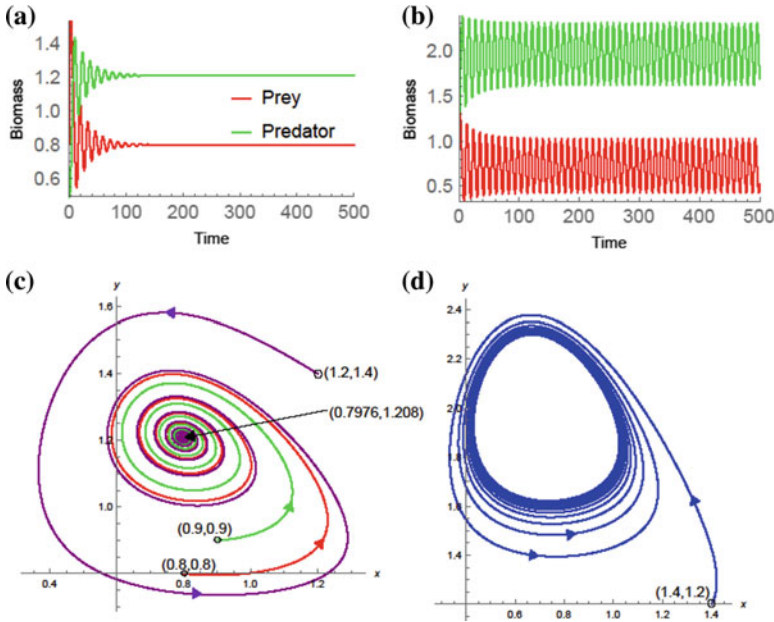 (a)
1.4
1.2
1.0
0.8
0.6
Biomass
Prey
Predator
0 100 200 300 400 500
Time
(b)
2.0
1.5
1.0
0.5
Biomass
0 100 200 300 400 500
Time
(c)
y
1.6
1.4
1.2
1.0
(1.2,1.4)
(0.7976,1.208)
(0.9,0.9)
(0.8,0.8)
x
0.4 0.8 1.0 1.2
(d)
y
2.4
2.2
2.0
1.8
1.6
1.4
(1.4,1.2)
x
0.6 0.8 1.0 1.2 1.4